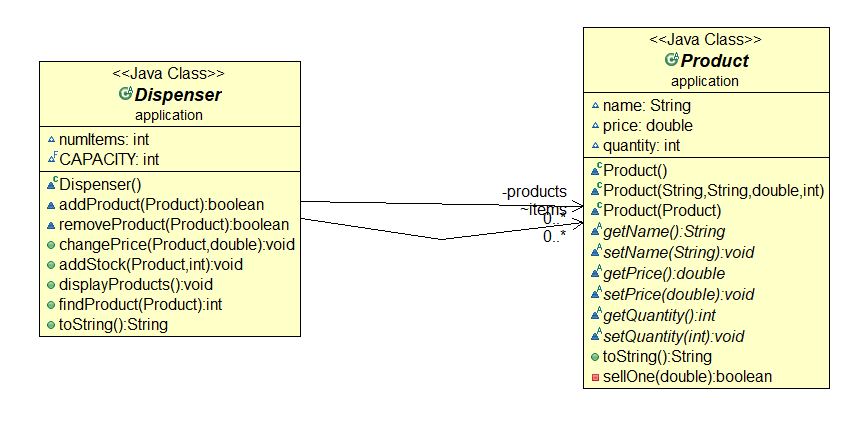 <<Java Class>>
Dispenser
application
numItems: int
CAPACITY: int
Dispenser()
addProduct(Product):boolean
removeProduct(Product):boolean
changePrice(Product,double):void
addStock(Product,int):void
displayProducts():void
findProduct(Product):int
toString():String
-products
~items
0..*
0..*
<<Java Class>>
Product
application
name: String
price: double
quantity: int
Product()
Product(String,String,double,int)
Product(Product)
getName():String
setName(String):void
getPrice():double
setPrice(double):void
getQuantity():int
setQuantity(int):void
toString():String
sellOne(double):boolean